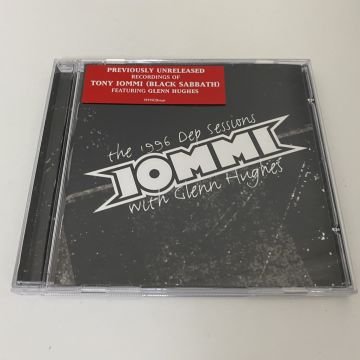 PREVIOUSLY UNRELEASED
RECORDINGS OF
TONY IOMMI (BLACK SABBATH)
FEATURING GLENN HUGHES
the 1996 Dep Sessions
IOMMI
with Glenn Hughes